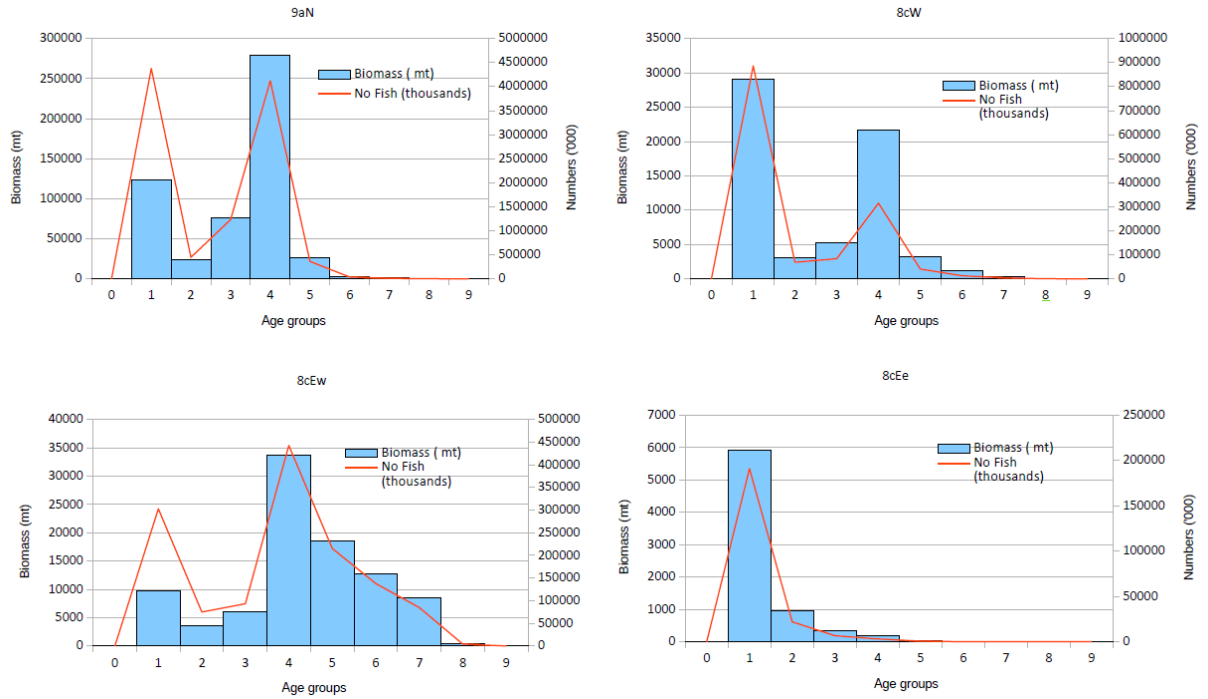 9aN
300000
250000
200000
150000
100000
50000
0
5000000
4500000
4000000
3500000
3000000
2500000
2000000
1500000
1000000
500000
0
Biomass (mt)
Numbers ('000)
Biomass ( mt)
No Fish (thousands)
0 1 2 3 4 5 6 7 8 9
Age groups
8cW
35000
30000
25000
20000
15000
10000
5000
0
1000000
900000
800000
700000
600000
500000
400000
300000
200000
100000
0
Biomass (mt)
Numbers ('000)
Biomass ( mt)
No Fish
(thousands)
0 1 2 3 4 5 6 7 8 9
Age groups
8cEw
40000
35000
30000
25000
20000
15000
10000
5000
0
500000
450000
400000
350000
300000
250000
200000
150000
100000
50000
0
Biomass (mt)
Numbers ('000)
Biomass ( mt)
No Fish
(thousands)
0 1 2 3 4 5 6 7 8 9
Age groups
8cEe
7000
6000
5000
4000
3000
2000
1000
0
250000
200000
150000
100000
50000
0
Biomass (mt)
Numbers ('000)
Biomass ( mt)
No Fish
(thousands)
0 1 2 3 4 5 6 7 8 9
Age groups